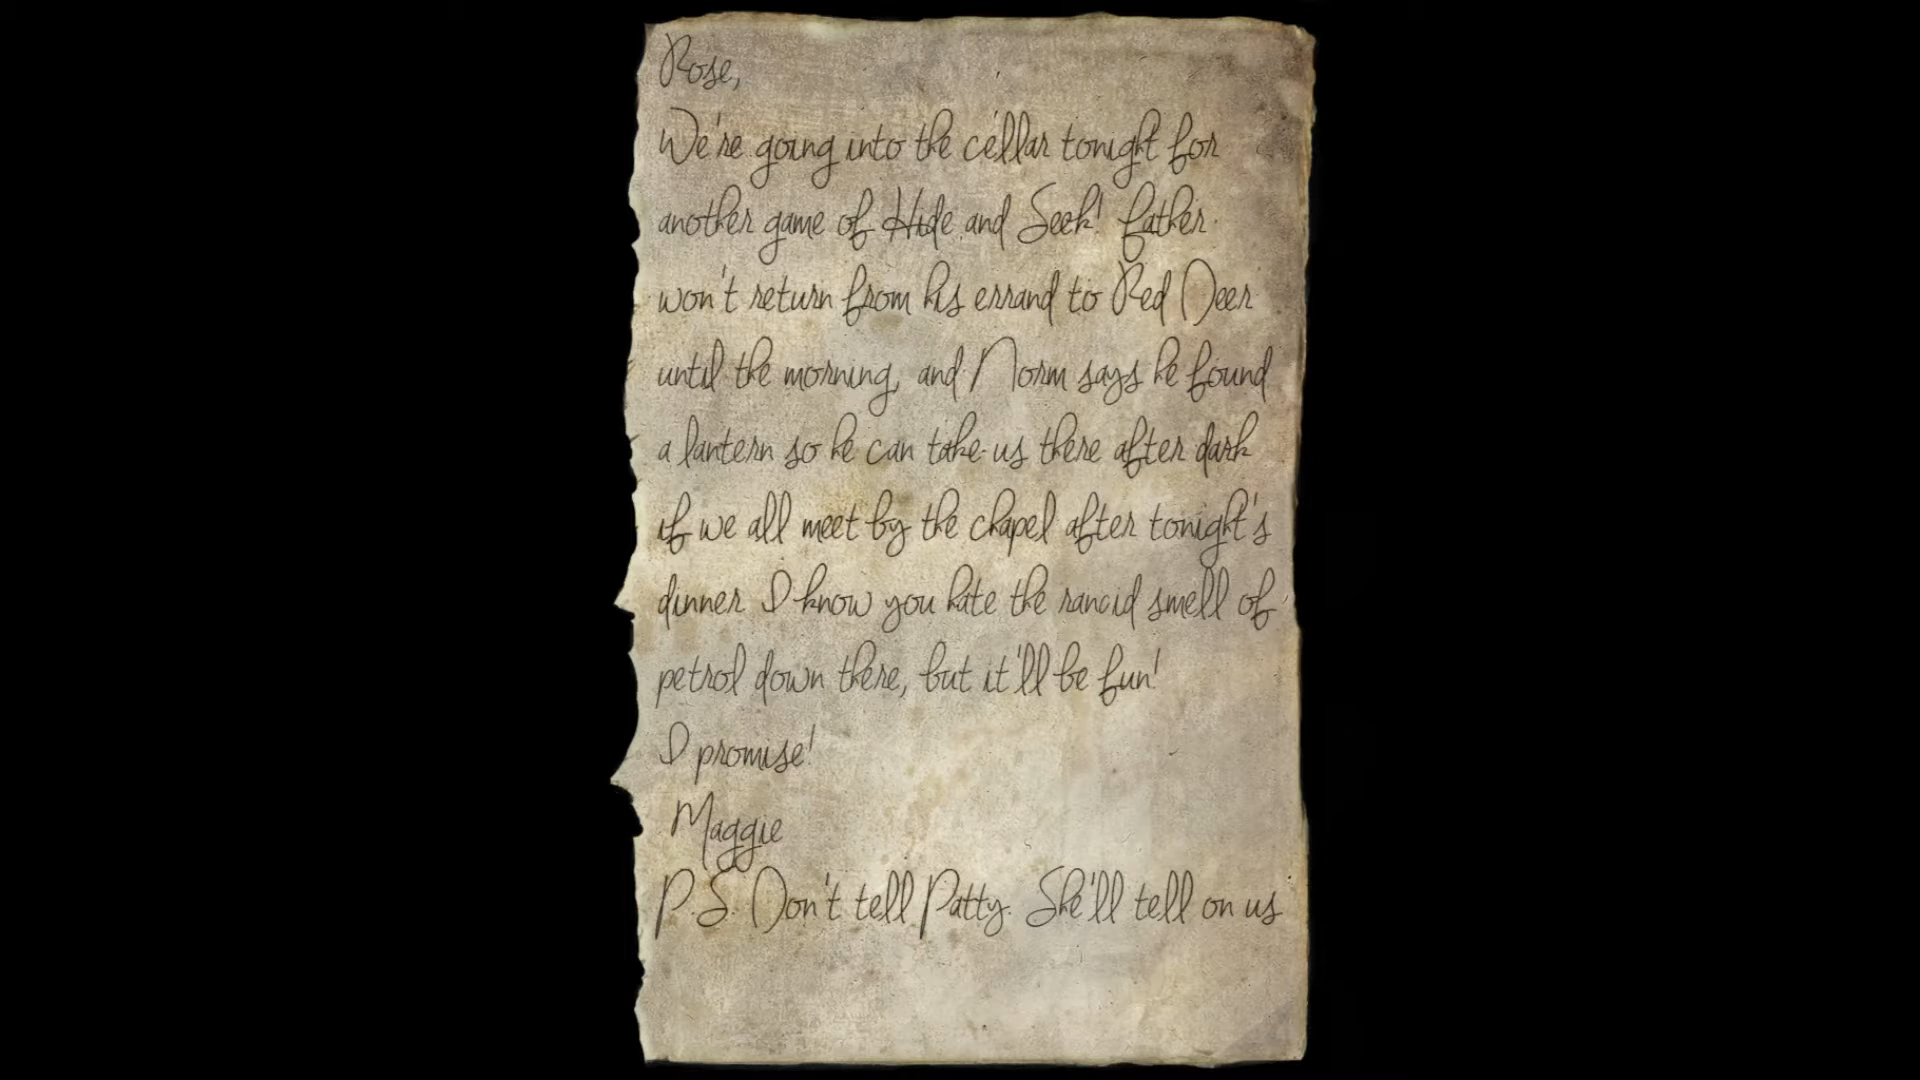 Rose,
We're going into the cellar tonight for
another game of Hide and Seek! Father
won't return from his errand to Red Deer
until the morning, and Norm says he found
a lantern so he can take us there after dark
if we all meet by the chapel after tonight's
dinner. I know you hate the rancid smell of
petrol down there, but it'll be fun!
I promise!
Maggie
P.S. Don't tell Patty. She'll tell on us